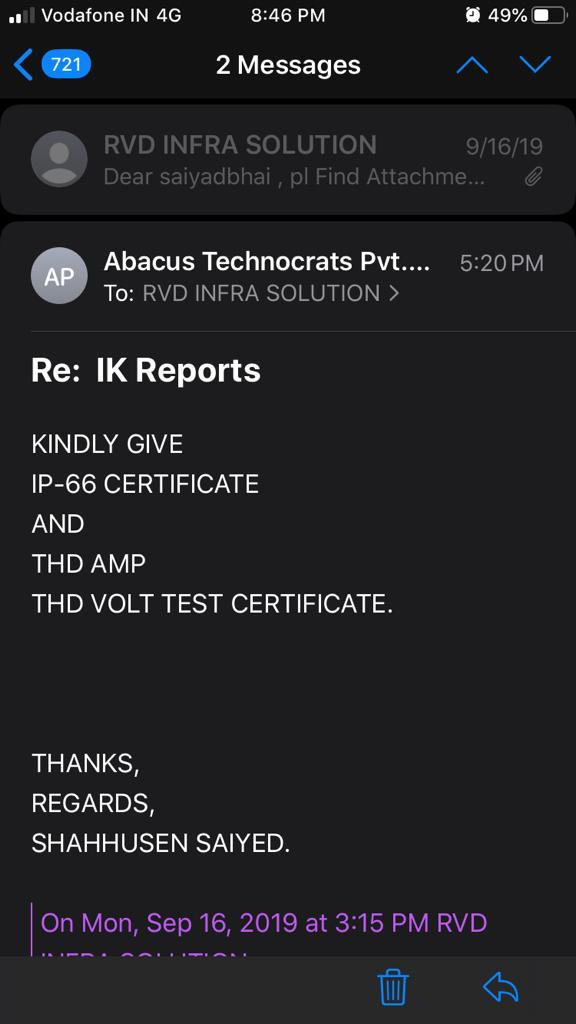 Vodafone IN 4G 8:46 PM 49%
721 2 Messages
RVD INFRA SOLUTION 9/16/19
Dear saiyadbhai , pl Find Attachme...
AP Abacus Technocrats Pvt.... 5:20 PM
To: RVD INFRA SOLUTION >
Re: IK Reports
KINDLY GIVE
IP-66 CERTIFICATE
AND
THD AMP
THD VOLT TEST CERTIFICATE.
THANKS,
REGARDS,
SHAHHUSEN SAIYED.
On Mon, Sep 16, 2019 at 3:15 PM RVD
INFRA SOLUTION